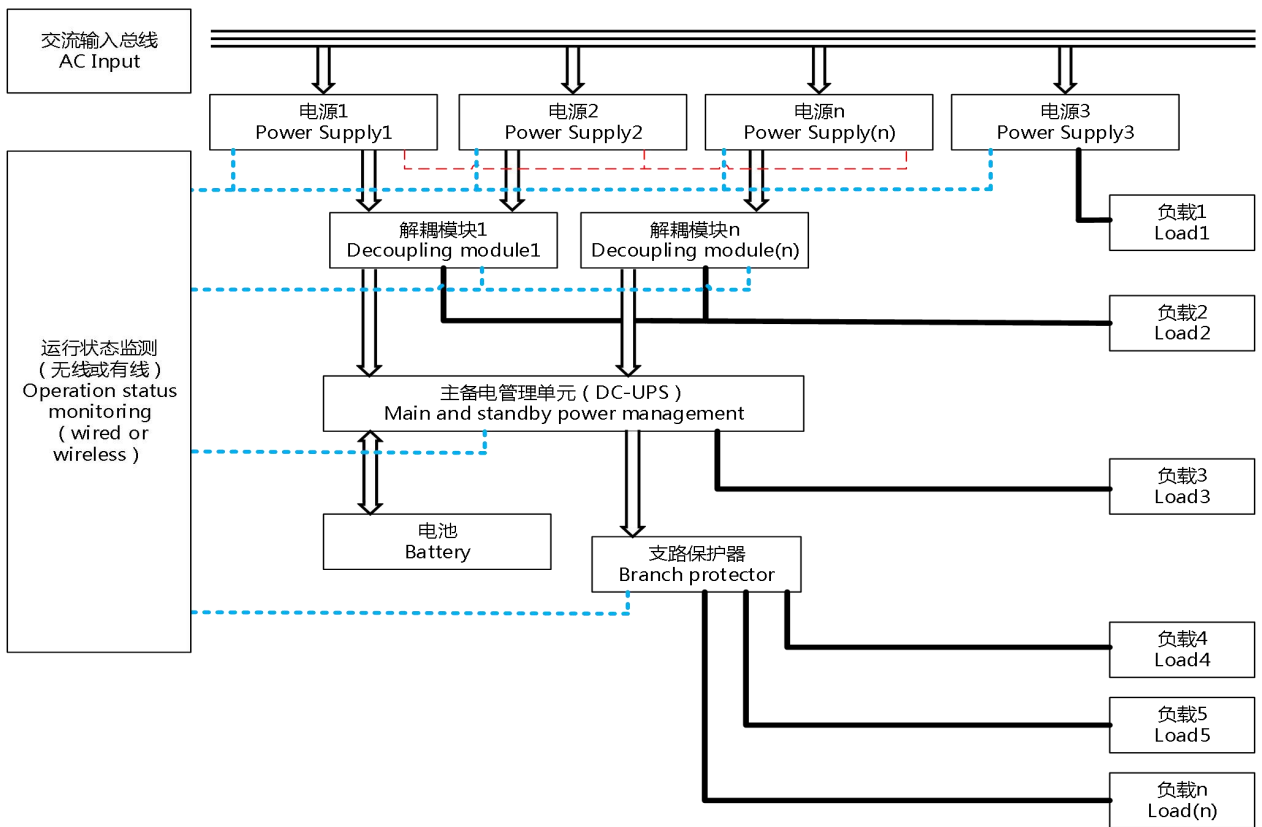 交流输入总线
AC Input
电源1
Power Supply1
电源2
Power Supply2
电源n
Power Supply(n)
电源3
Power Supply3
负载1
Load1
解耦模块1
Decoupling module1
解耦模块n
Decoupling module(n)
负载2
Load2
运行状态监测
（无线或有线）
Operation status
monitoring
（wired or
wireless）
主备电管理单元（DC-UPS）
Main and standby power management
负载3
Load3
电池
Battery
支路保护器
Branch protector
负载4
Load4
负载5
Load5
负载n
Load(n)